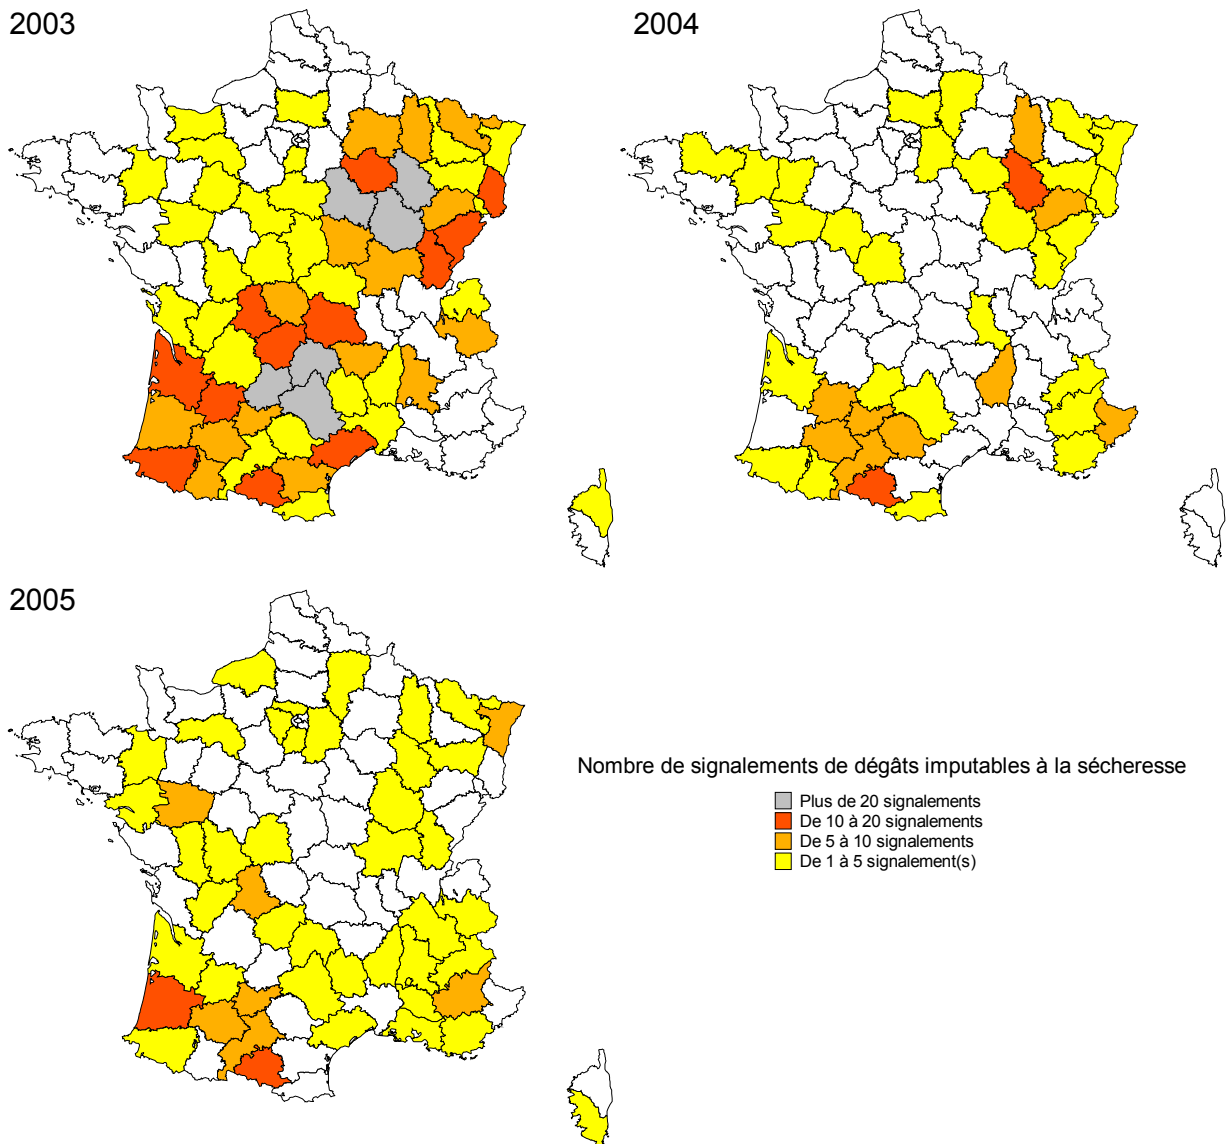 2003
2004
2005
Nombre de signalements de dégâts imputables à la sécheresse
Plus de 20 signalements
De 10 à 20 signalements
De 5 à 10 signalements
De 1 à 5 signalement(s)